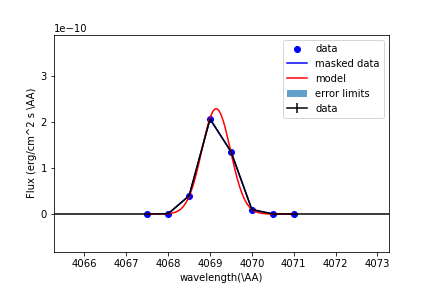 1e−10
data
masked data
model
error limits
data
3
2
1
0
Flux (erg/cm^2 s \AA)
4066 4067 4068 4069 4070 4071 4072 4073
wavelength(\AA)